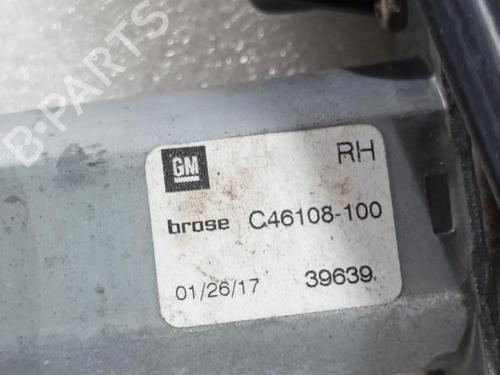 B-PARTS
GM RH
brose C46108-100
01/26/17 39639